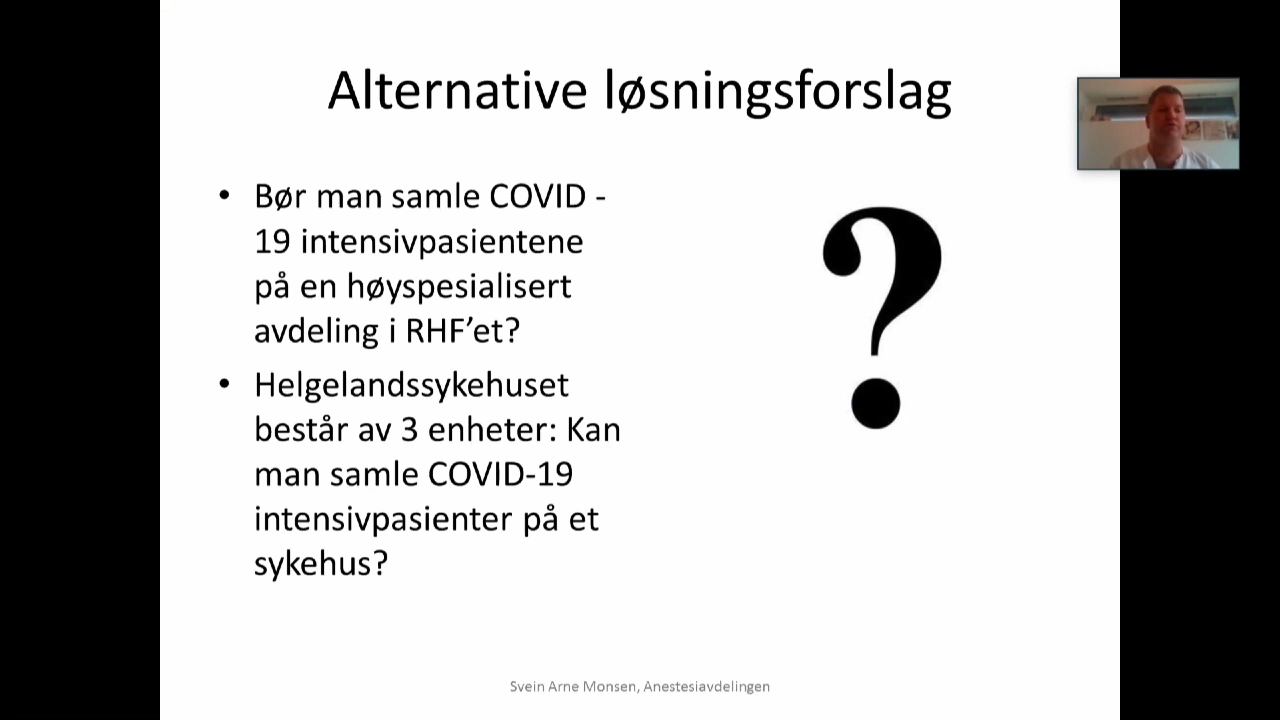 Alternative løsningsforslag
• Bør man samle COVID -
19 intensivpasientene
på en høyspesialisert
avdeling i RHF’et?
• Helgelandssykehuset
består av 3 enheter: Kan
man samle COVID-19
intensivpasienter på et
sykehus?
?
Svein Arne Monsen, Anestesiavdelingen